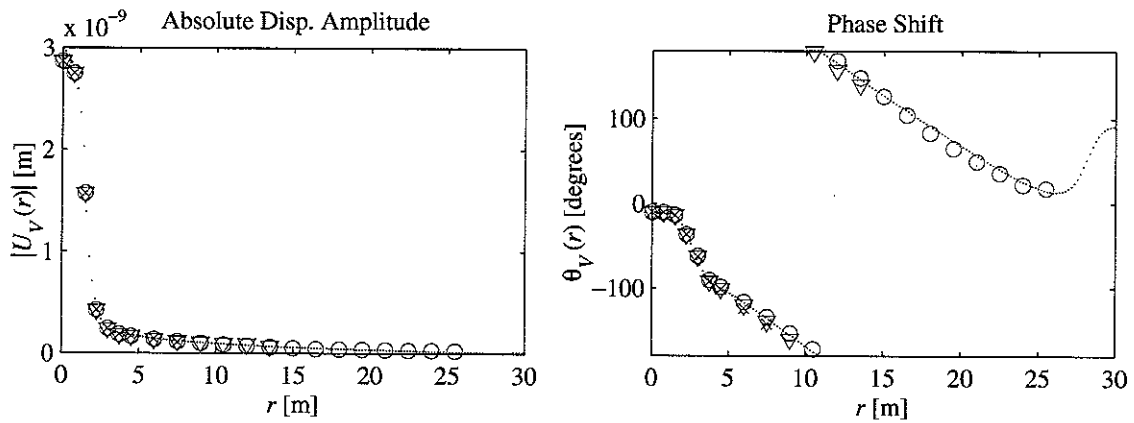 x 10⁻⁹
Absolute Disp. Amplitude
3
2
1
0
|U_V(r)| [m]
0 5 10 15 20 25 30
r [m]
Phase Shift
100
0
−100
θ_V(r) [degrees]
0 5 10 15 20 25 30
r [m]